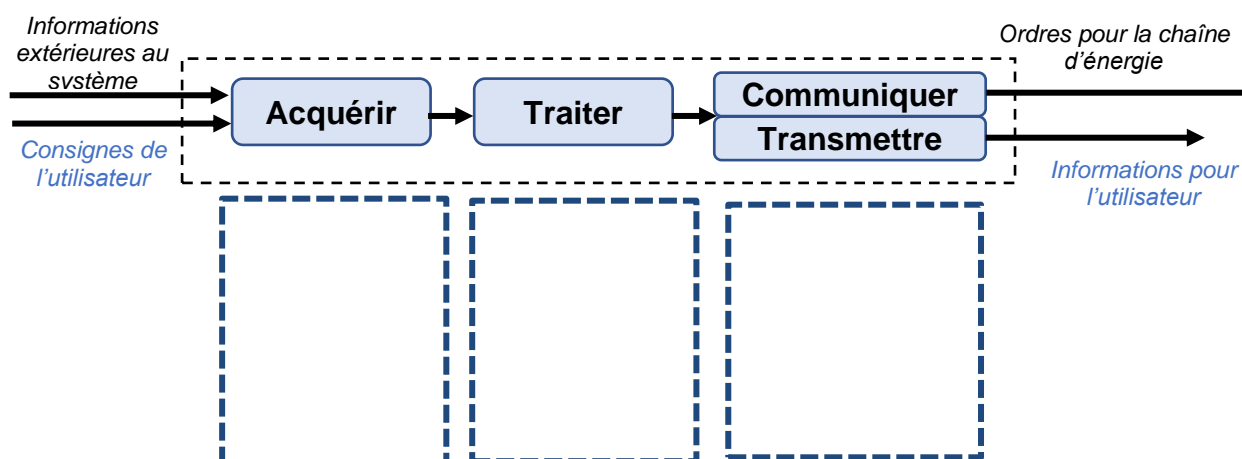 Informations
extérieures au
système
Ordres pour la chaîne
d'énergie
Acquérir
Traiter
Communiquer
Transmettre
Consignes de
l'utilisateur
Informations pour
l'utilisateur